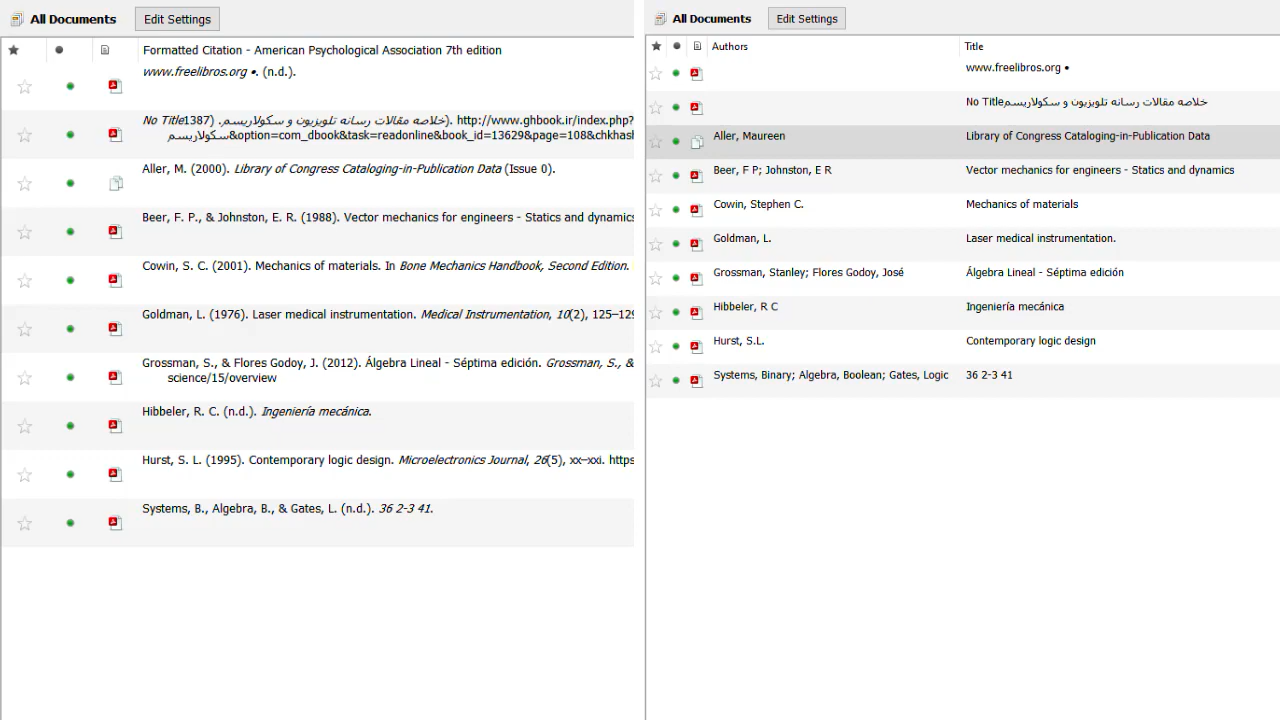 All Documents Edit Settings
Formatted Citation - American Psychological Association 7th edition
www.freelibros.org •. (n.d.).
No Titleخلاصه مقالات رسانه تلویزیون و سکولاریسم. (1387). http://www.ghbook.ir/index.php?
سکولاریسم&option=com_dbook&task=readonline&book_id=13629&page=108&chkhas
Aller, M. (2000). Library of Congress Cataloging-in-Publication Data (Issue 0).
Beer, F. P., & Johnston, E. R. (1988). Vector mechanics for engineers - Statics and dynamics
Cowin, S. C. (2001). Mechanics of materials. In Bone Mechanics Handbook, Second Edition.
Goldman, L. (1976). Laser medical instrumentation. Medical Instrumentation, 10(2), 125–129
Grossman, S., & Flores Godoy, J. (2012). Álgebra Lineal - Séptima edición. Grossman, S., &
science/15/overview
Hibbeler, R. C. (n.d.). Ingeniería mecánica.
Hurst, S. L. (1995). Contemporary logic design. Microelectronics Journal, 26(5), xx–xxi. https
Systems, B., Algebra, B., & Gates, L. (n.d.). 36 2-3 41.
All Documents Edit Settings
Authors Title
www.freelibros.org •
No Titleخلاصه مقالات رسانه تلویزیون و سکولاریسم
Aller, Maureen Library of Congress Cataloging-in-Publication Data
Beer, F P; Johnston, E R Vector mechanics for engineers - Statics and dynamics
Cowin, Stephen C. Mechanics of materials
Goldman, L. Laser medical instrumentation.
Grossman, Stanley; Flores Godoy, José Álgebra Lineal - Séptima edición
Hibbeler, R C Ingeniería mecánica
Hurst, S.L. Contemporary logic design
Systems, Binary; Algebra, Boolean; Gates, Logic 36 2-3 41